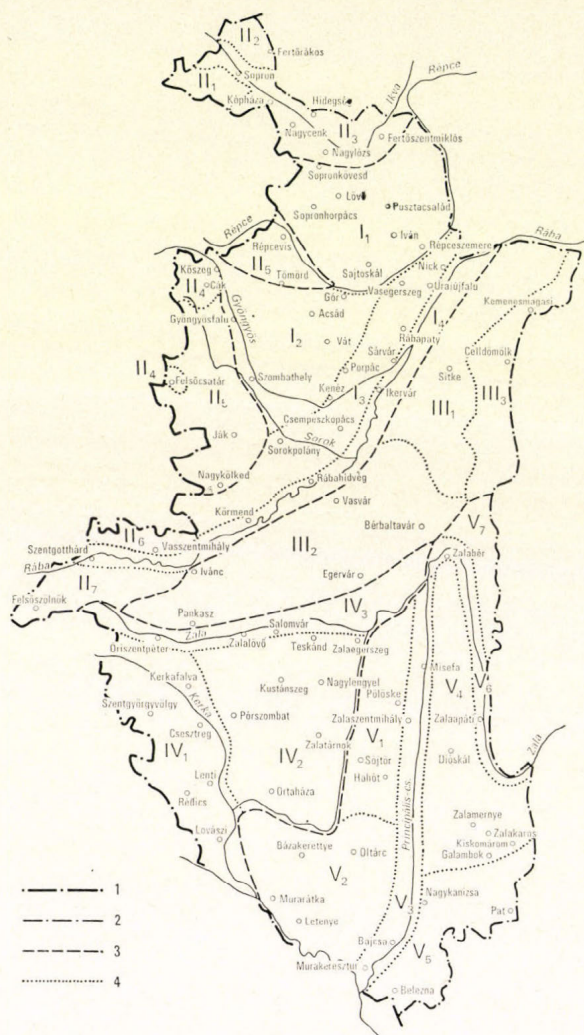 II2
Fertőrákos
II1
Sopron
Kópháza
Hidegség
Ikva
Répce
Nagycenk
II3
Fertőszentmiklós
Nagylózs
Sopronkövesd
Lövő
Sopronhorpács
Pusztacsalád
I1
Iván
Répceszemere
Rába
Répce
Répcevis
II5
Sajtoskál
Nick
Kőszeg
Tömörd
Vasegerszeg
Uraiújfalu
II4
Cák
Gór
Kemenesmagasi
Gyöngyösfalu
Gyöngyös
Acsád
I4
Rábapaty
I2
Vát
Sárvár
Celldömölk
Porpác
Sitke
II4
Felsőcsatár
Szombathely
Kenéz
I3
Ikervár
III1
III3
II5
Csempeszkopács
Ják
Sorok
Sorokpolány
Nagykölked
Rábahídvég
Vasvár
Körmend
Bérbaltavár
V7
II6
Vasszentmihály
III2
Szentgotthárd
Zalabér
Rába
Ivánc
Egervár
II7
Felsőszölnök
IV3
Pankasz
Zala
Salomvár
Őriszentpéter
Zalalövő
Teskánd
Zalaegerszeg
Misefa
Kerkafalva
Kustánszeg
Nagylengyel
V4
V6
Szentgyörgyvölgy
Kerka
Pölöske
Pórszombat
Zalaszentmihály
Zalaapáti
Csesztreg
V1
IV1
Zalatárnok
Söjtör
Dióskál
Zala
IV2
Lenti
Hahót
Rédics
Ortaháza
Principális-cs.
Zalamernye
Lovászi
Zalakaros
Kiskomárom
Bázakerettye
Oltárc
Galambok
V2
Nagykanizsa
Murarátka
V3
Pat
Letenye
Bajcsa
V5
Murakeresztúr
Belezna
1
2
3
4